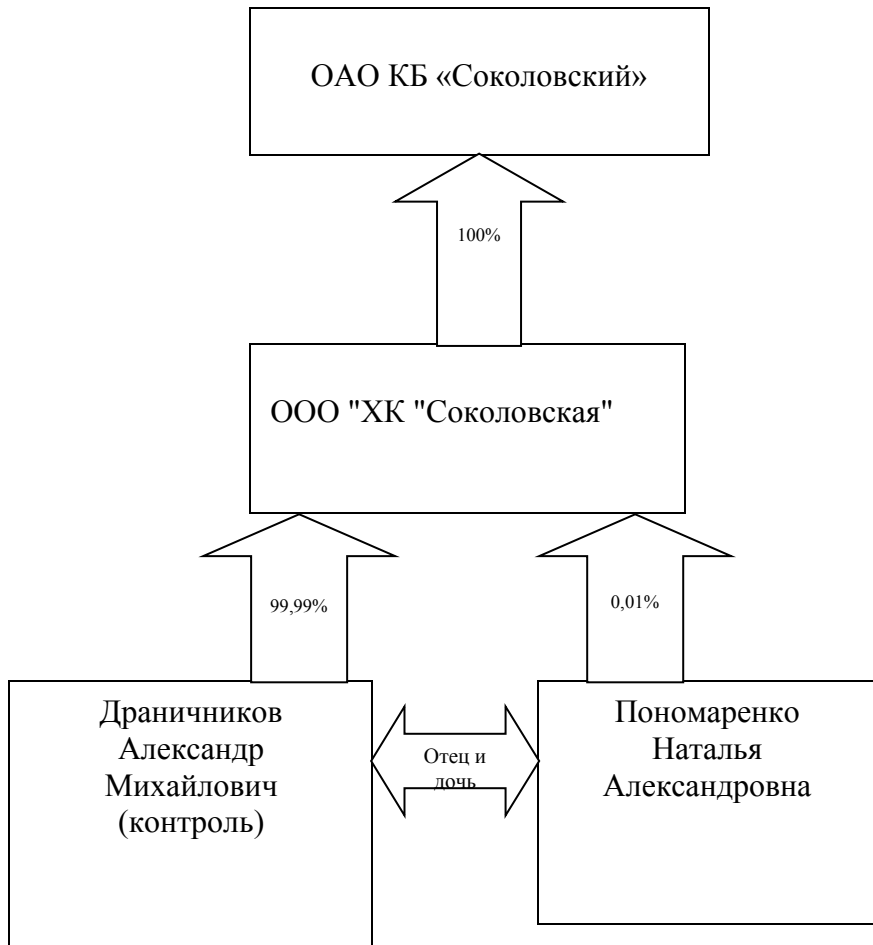 ОАО КБ «Соколовский»
100%
ООО "ХК "Соколовская"
99,99%
0,01%
Драничников
Александр
Михайлович
(контроль)
Отец и
дочь
Пономаренко
Наталья
Александровна